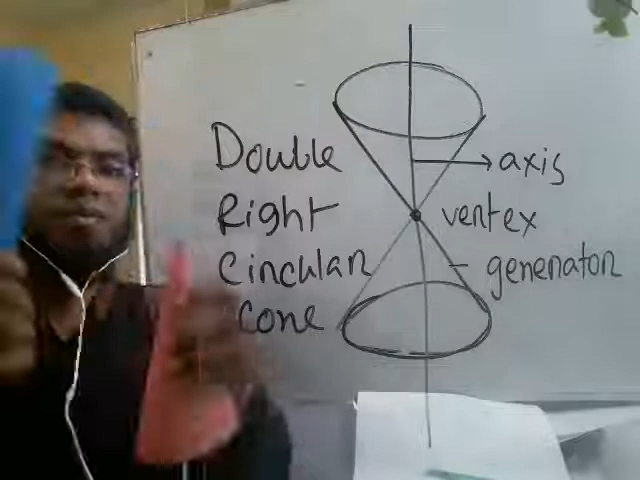 Double
Right
Circular
Cone
axis
vertex
generator